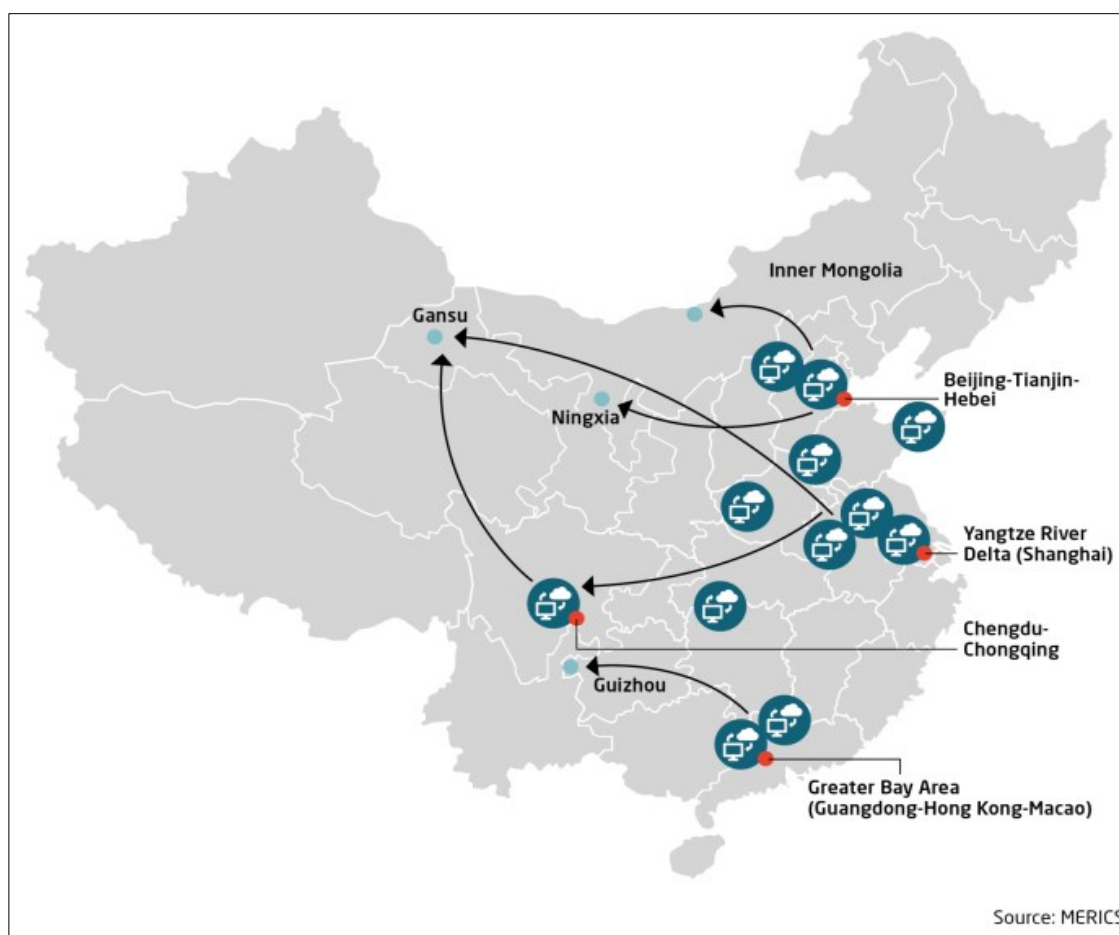 Inner Mongolia
Gansu
Beijing-Tianjin-
Hebei
Ningxia
Yangtze River
Delta (Shanghai)
Chengdu-
Chongqing
Guizhou
Greater Bay Area
(Guangdong-Hong Kong-Macao)
Source: MERICS